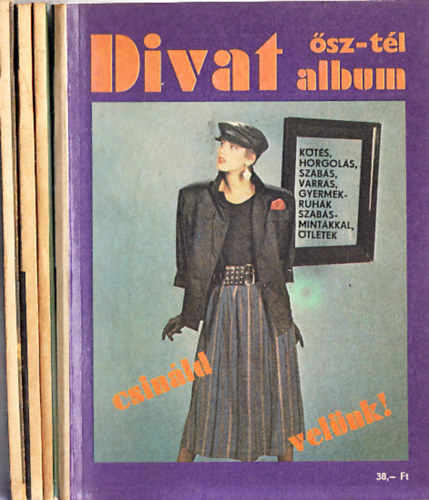 Divat ősz-tél
album
KÖTÉS,
HORGOLÁS,
SZABÁS,
VARRÁS,
GYERMEK-
RUHÁK
SZABÁS-
MINTÁKKAL,
ÖTLETEK
csináld
velünk!
38,– Ft